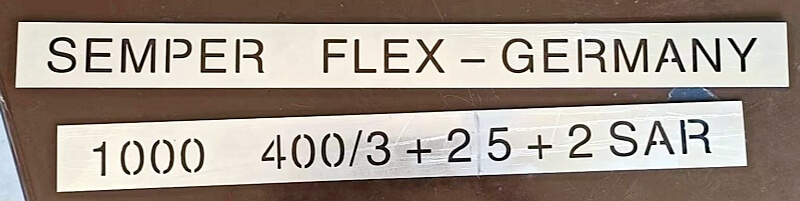 SEMPER FLEX – GERMANY
1000 400/3 + 2 5 + 2 SAR